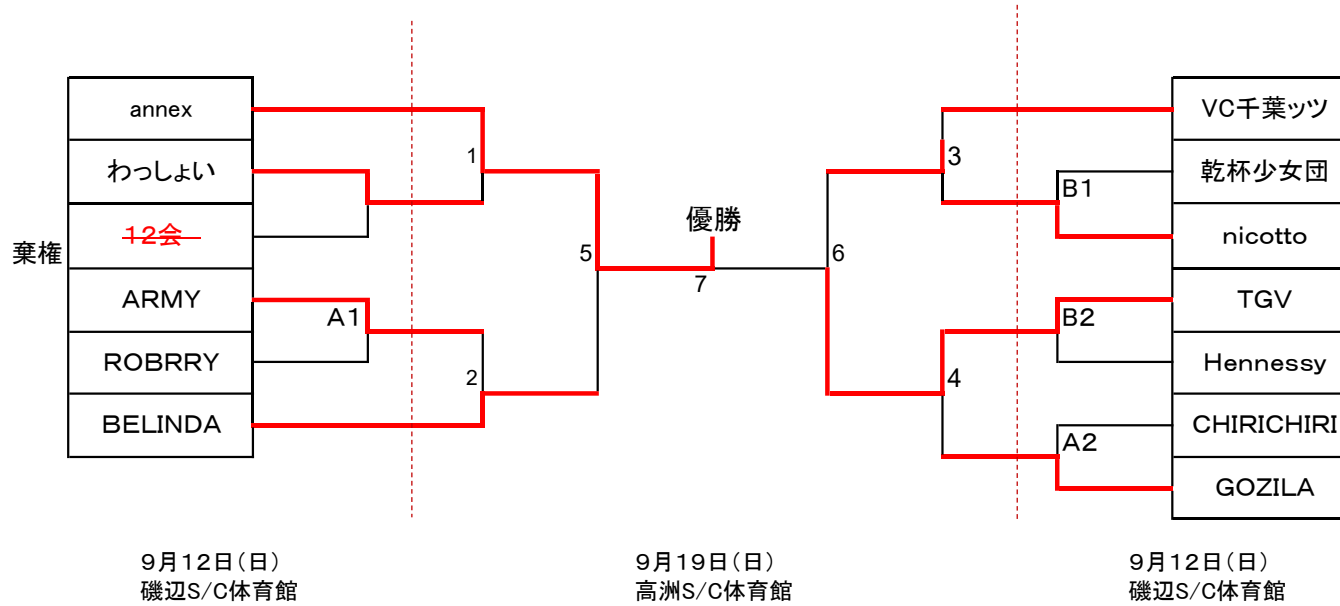 annex
わっしょい
12会
棄権
ARMY
ROBRRY
BELINDA
1
A1
2
5
優勝
7
6
3
4
B1
B2
A2
VC千葉ッツ
乾杯少女団
nicotto
TGV
Hennessy
CHIRICHIRI
GOZILA
9月12日(日)
磯辺S/C体育館
9月19日(日)
高洲S/C体育館
9月12日(日)
磯辺S/C体育館